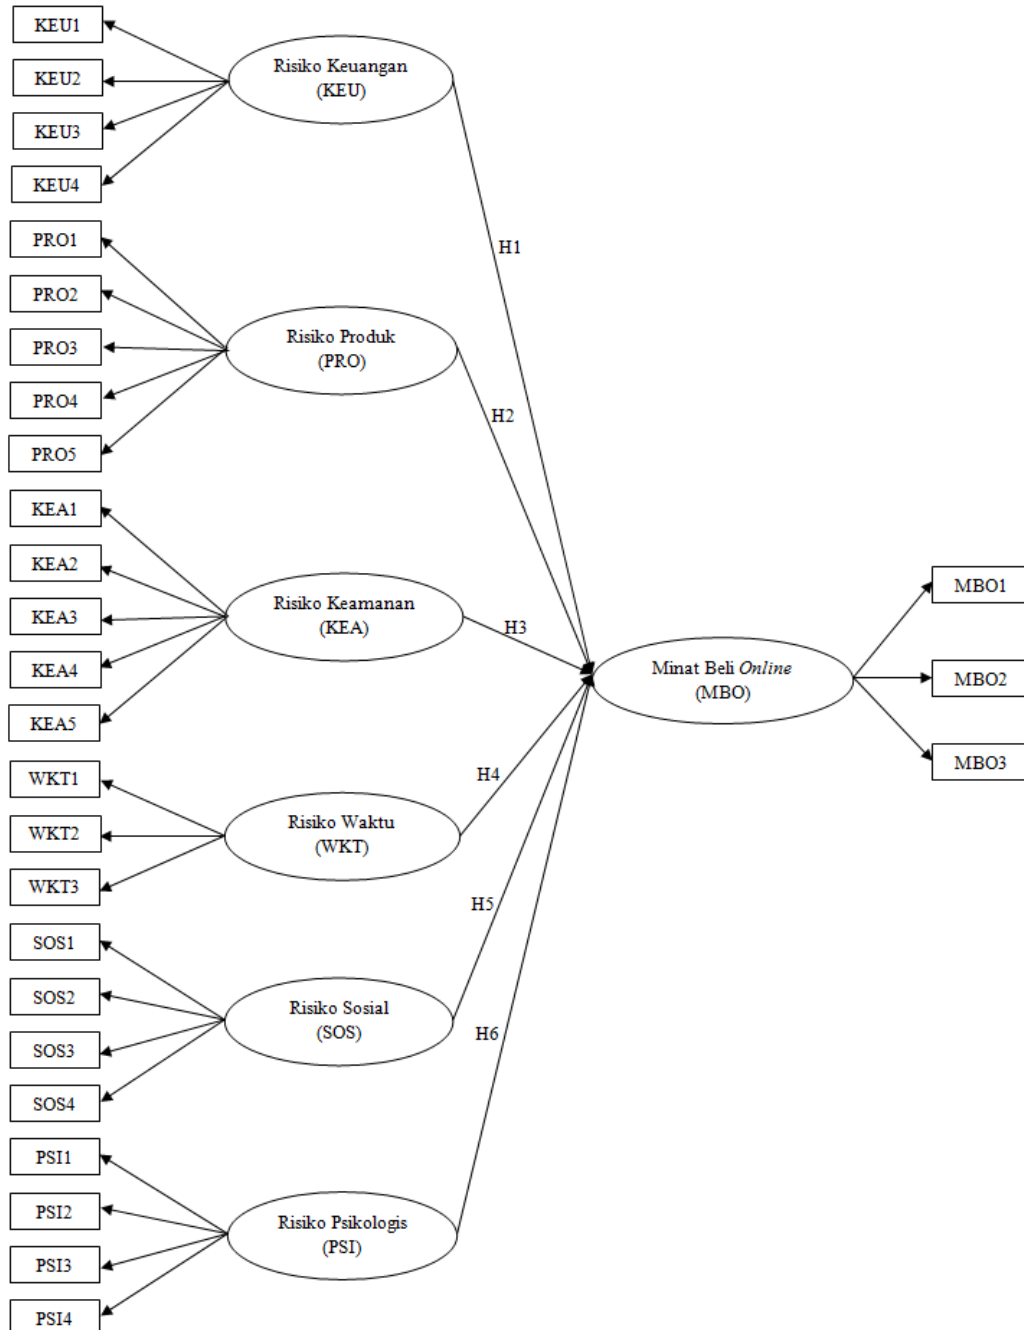 KEU1
KEU2
KEU3
KEU4
Risiko Keuangan
(KEU)
H1
PRO1
PRO2
PRO3
PRO4
PRO5
Risiko Produk
(PRO)
H2
KEA1
KEA2
KEA3
KEA4
KEA5
Risiko Keamanan
(KEA)
H3
WKT1
WKT2
WKT3
Risiko Waktu
(WKT)
H4
SOS1
SOS2
SOS3
SOS4
Risiko Sosial
(SOS)
H5
PSI1
PSI2
PSI3
PSI4
Risiko Psikologis
(PSI)
H6
Minat Beli Online
(MBO)
MBO1
MBO2
MBO3